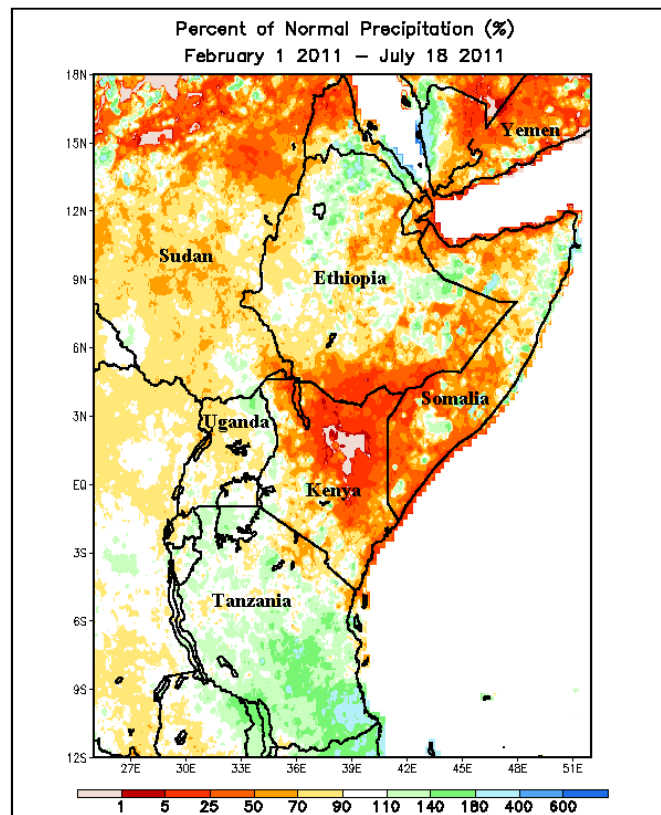 Percent of Normal Precipitation (%)
February 1 2011 – July 18 2011
18N
15N
12N
9N
6N
3N
EQ
3S
6S
9S
12S
Yemen
Sudan
Ethiopia
Somalia
Uganda
Kenya
Tanzania
27E 30E 33E 36E 39E 42E 45E 48E 51E
1 5 25 50 70 90 110 140 180 400 600